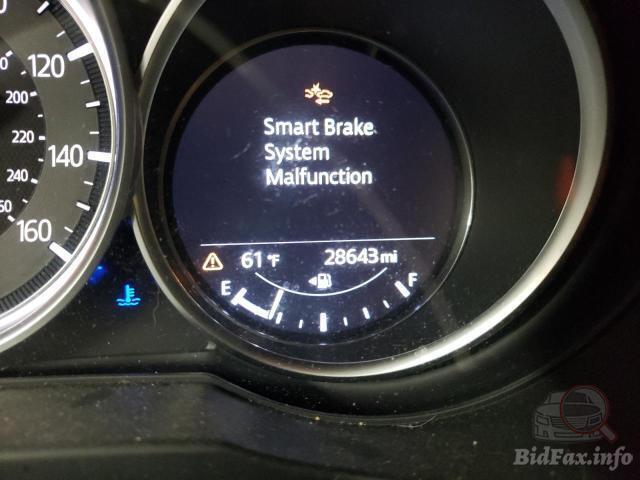 120
140
160
200
220
240
Smart Brake
System
Malfunction
61°F 28643 mi
E F
BidFax.info